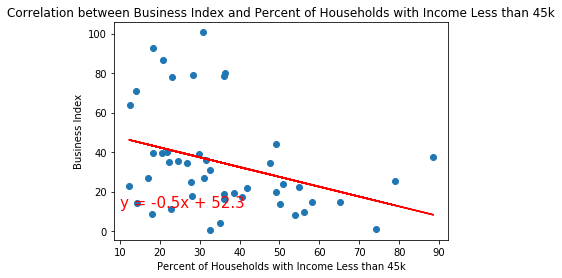 Correlation between Business Index and Percent of Households with Income Less than 45k
100
80
60
40
20
0
Business Index
y = -0.5x + 52.3
10 20 30 40 50 60 70 80 90
Percent of Households with Income Less than 45k